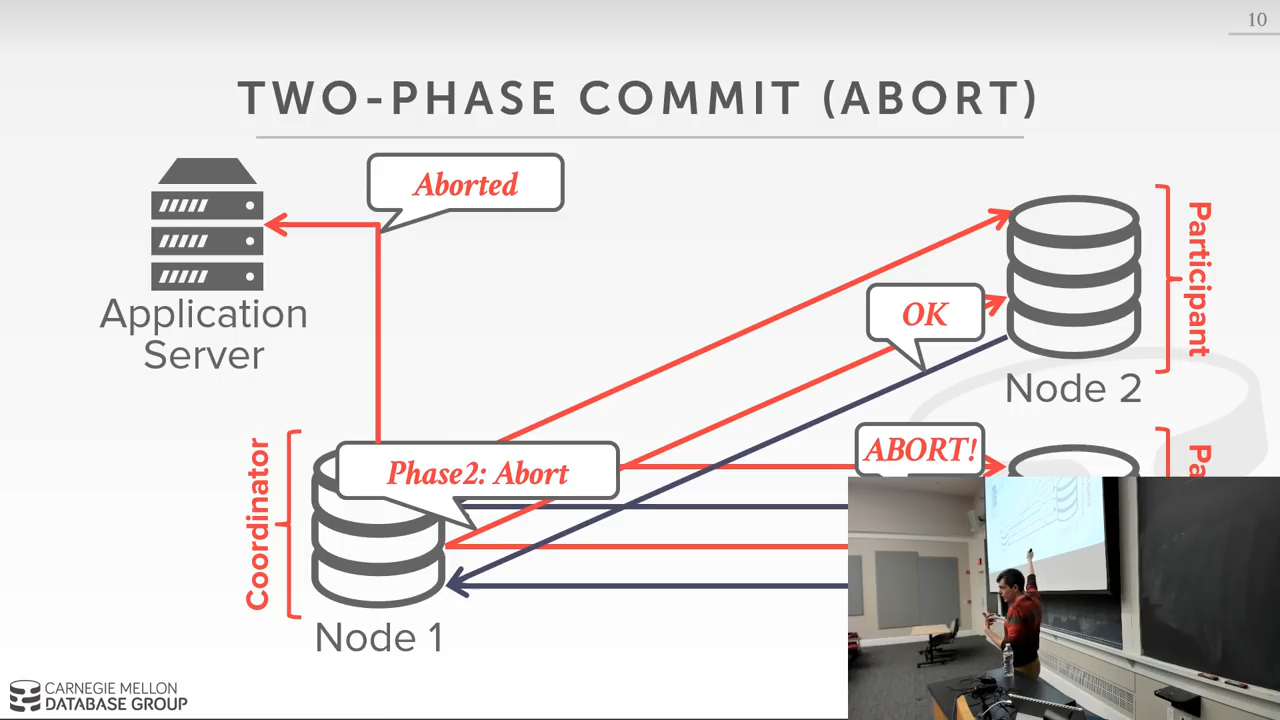 10
TWO-PHASE COMMIT (ABORT)
Aborted
Application
Server
OK
Participant
Node 2
ABORT!
Pa
Phase2: Abort
Coordinator
Node 1
CARNEGIE MELLON
DATABASE GROUP